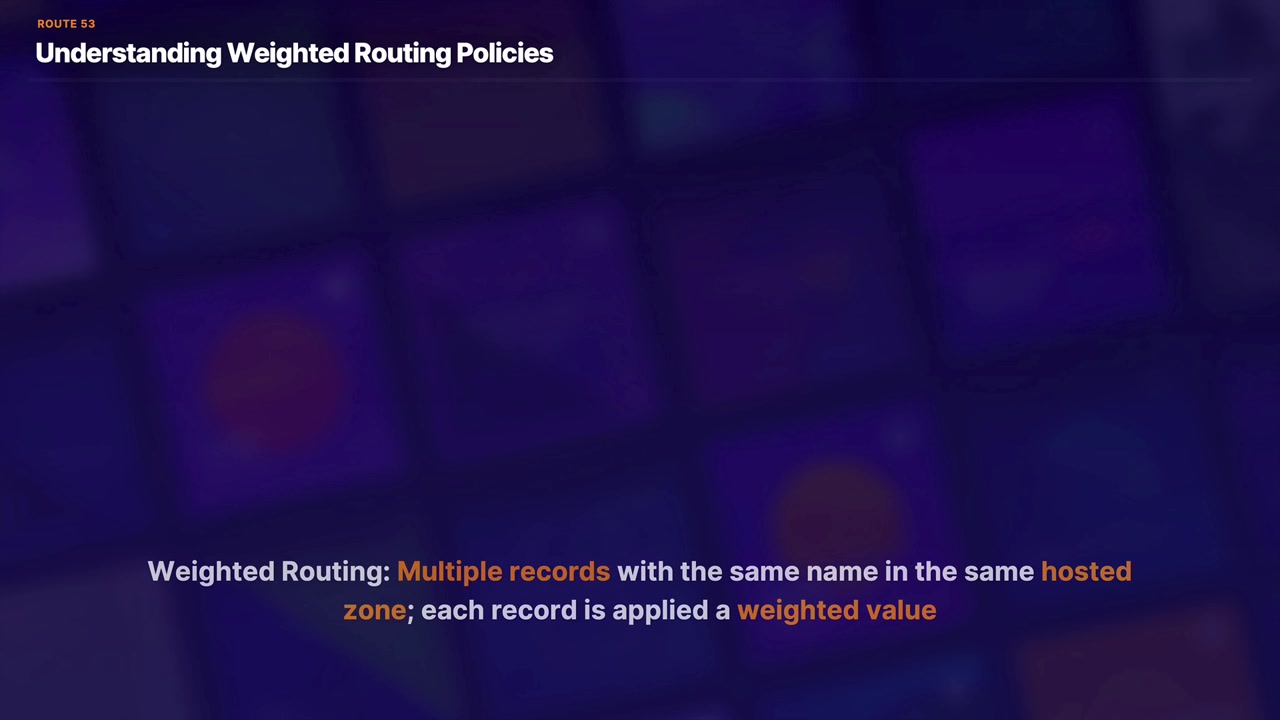 ROUTE 53
Understanding Weighted Routing Policies
Weighted Routing: Multiple records with the same name in the same hosted
zone; each record is applied a weighted value